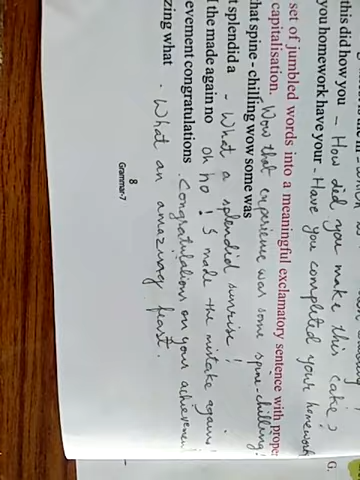 this did how you – How did you make this cake?
you homework have your – Have you completed your homework
set of jumbled words into a meaningful exclamatory sentence with proper
capitalisation.
hat spine - chilling wow some was Wow that experience was some spine-chilling!
t splendid a – What a splendid sunrise!
the made again no oh no! I made the mistake again!
evement congratulations . Congratulations on your achievemen
zing what . What an amazing feast.
8
Grammar-7
G.